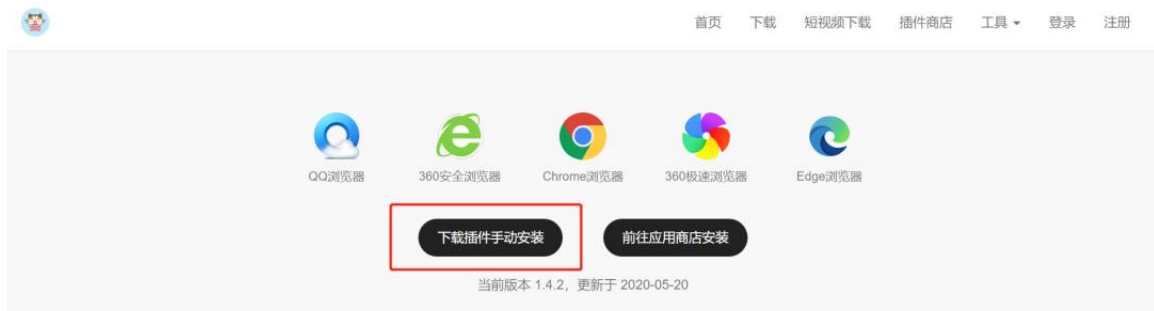 首页 下载 短视频下载 插件商店 工具 登录 注册
QQ浏览器 360安全浏览器 Chrome浏览器 360极速浏览器 Edge浏览器
下载插件手动安装 前往应用商店安装
当前版本 1.4.2，更新于 2020-05-20